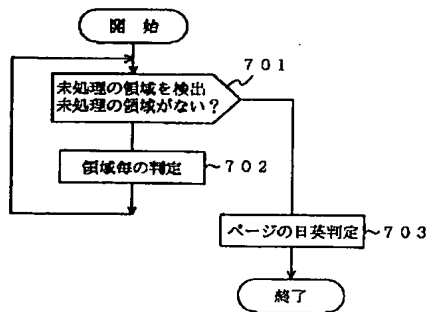 開 始
701
未処理の領域を検出
未処理の領域がない?
領域毎の判定
702
ページの日英判定
703
終了